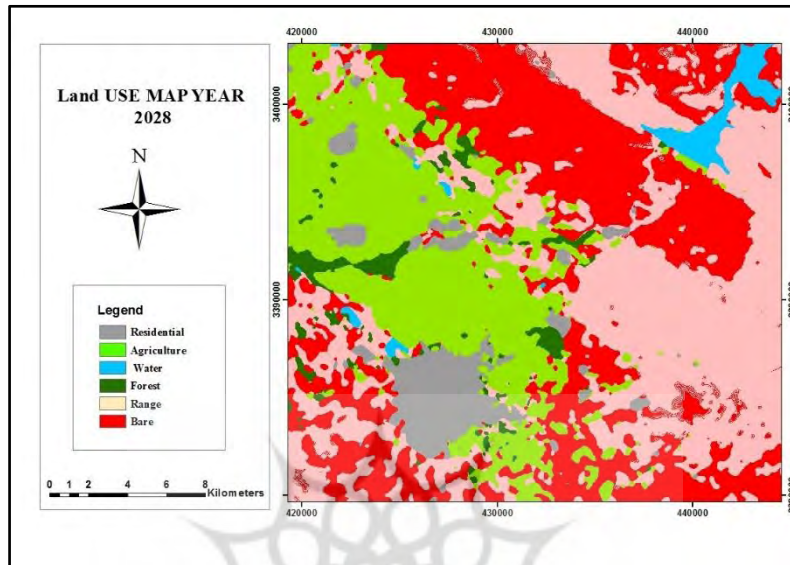 Land USE MAP YEAR
2028
N
Legend
Residential
Agriculture
Water
Forest
Range
Bare
0 1 2 4 6 8
Kilometers
420000 430000 440000
3400000
3390000
420000 430000 440000